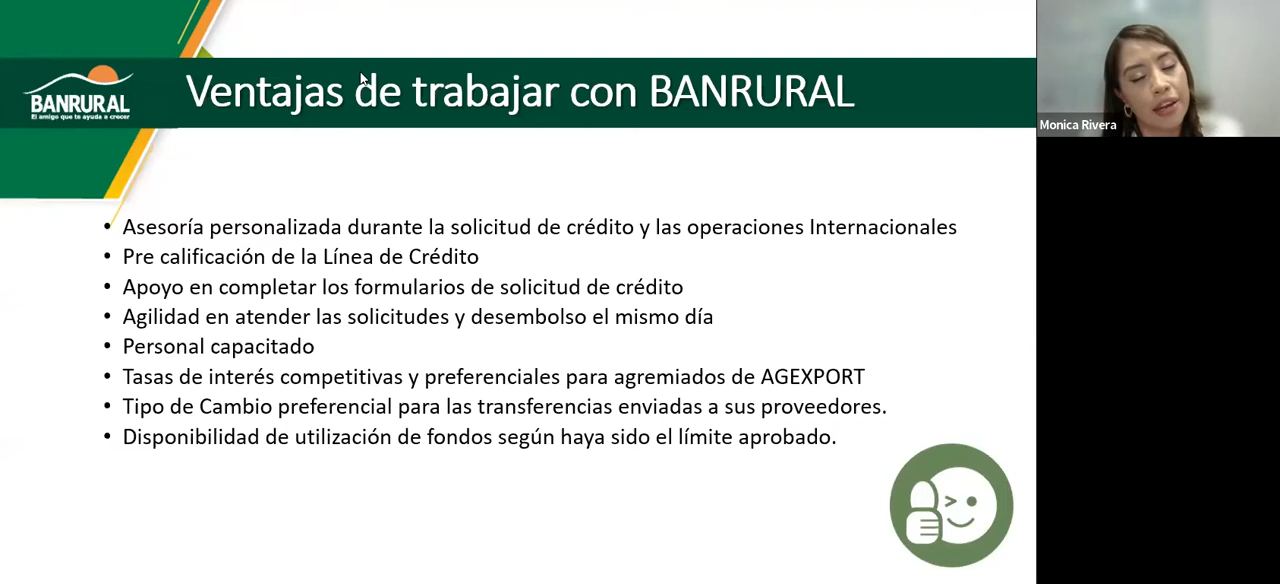 BANRURAL
El amigo que te ayuda a crecer
Ventajas de trabajar con BANRURAL
Monica Rivera
• Asesoría personalizada durante la solicitud de crédito y las operaciones Internacionales
• Pre calificación de la Línea de Crédito
• Apoyo en completar los formularios de solicitud de crédito
• Agilidad en atender las solicitudes y desembolso el mismo día
• Personal capacitado
• Tasas de interés competitivas y preferenciales para agremiados de AGEXPORT
• Tipo de Cambio preferencial para las transferencias enviadas a sus proveedores.
• Disponibilidad de utilización de fondos según haya sido el límite aprobado.